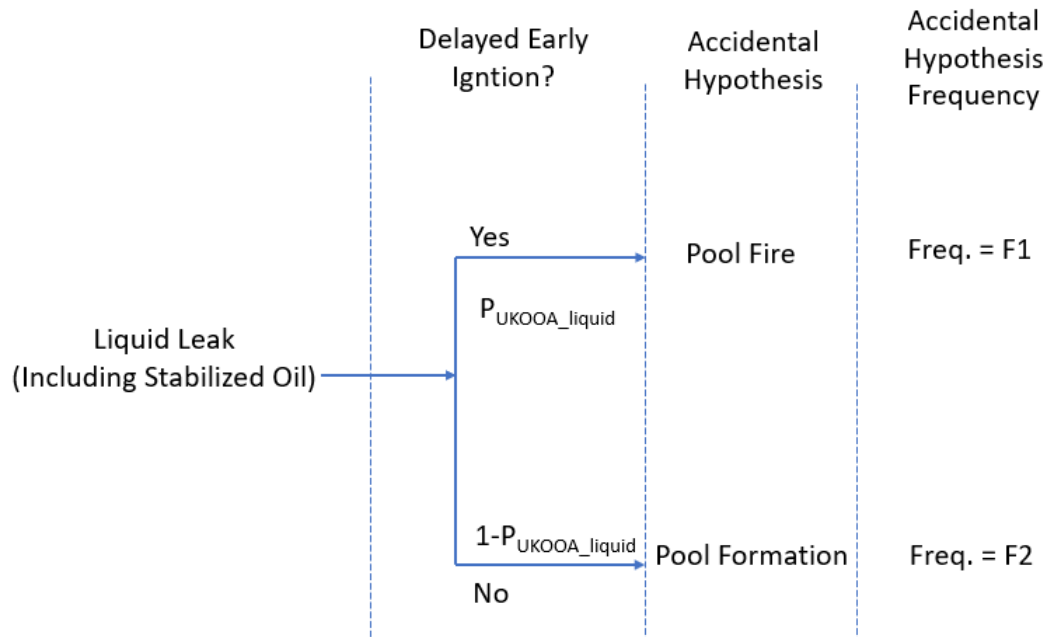 Delayed Early
Igntion?
Accidental
Hypothesis
Accidental
Hypothesis
Frequency
Yes
Pool Fire
Freq. = F1
PUKOOA_liquid
Liquid Leak
(Including Stabilized Oil)
1-PUKOOA_liquid
Pool Formation
Freq. = F2
No